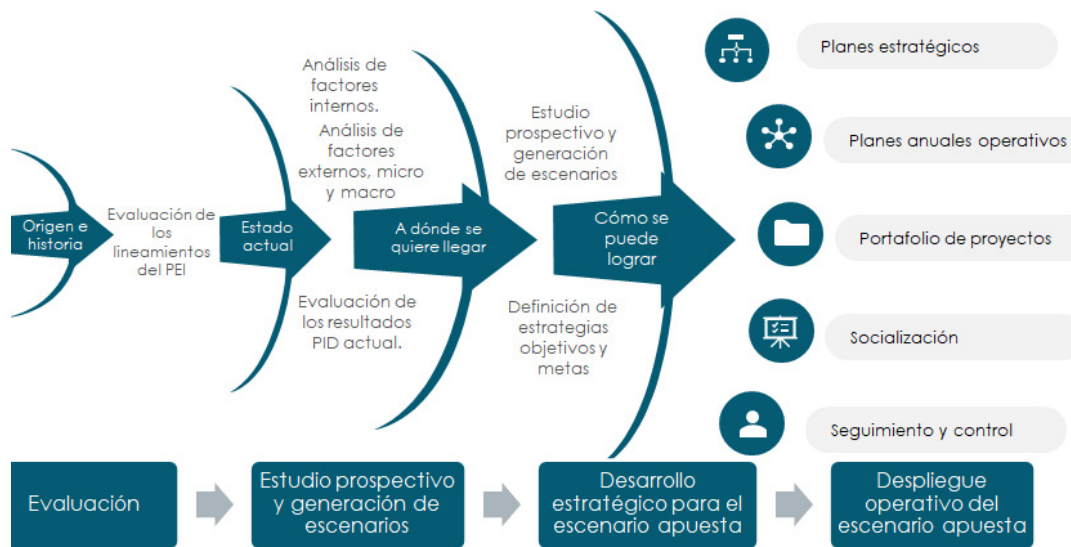 Origen e
historia
Evaluación de
los
lineamientos
del PEI
Estado
actual
Análisis de
factores
internos.
Análisis de
factores
externos, micro
y macro
Evaluación de
los resultados
PID actual.
A dónde se
quiere llegar
Estudio
prospectivo y
generación
de escenarios
Definición de
estrategias
objetivos y
metas
Cómo se
puede
lograr
Planes estratégicos
Planes anuales operativos
Portafolio de proyectos
Socialización
Seguimiento y control
Evaluación
Estudio prospectivo
y generación de
escenarios
Desarrollo
estratégico para el
escenario apuesta
Despliegue
operativo del
escenario apuesta